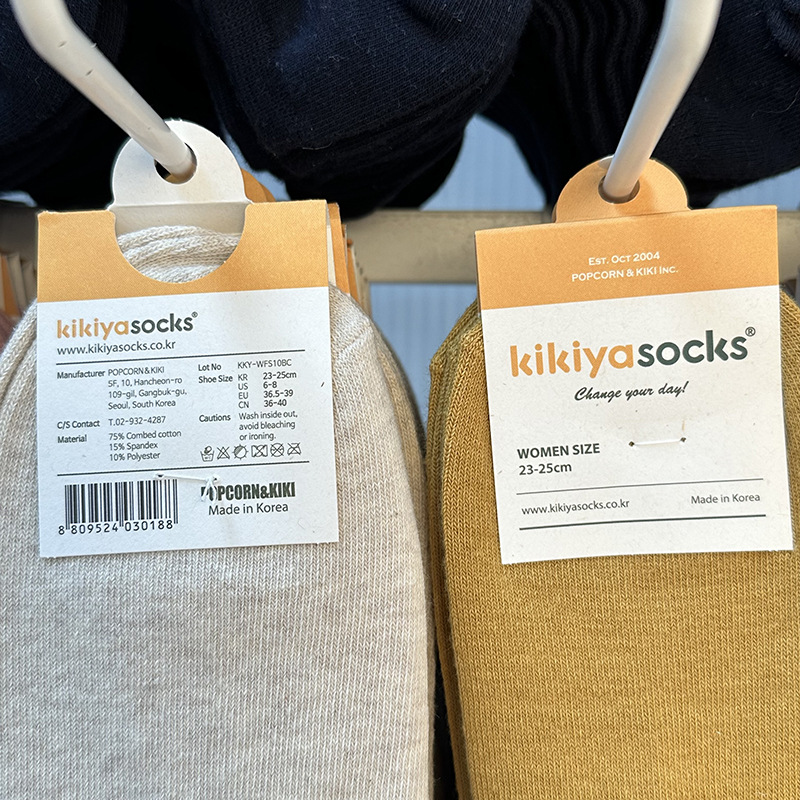 kikiyasocks®
www.kikiyasocks.co.kr
Manufacturer POPCORN&KIKI
5F, 10, Hancheon-ro
109-gil, Gangbuk-gu,
Seoul, South Korea
C/S Contact T.02-932-4287
Material 75% Combed cotton
15% Spandex
10% Polyester
Lot No KKY-WFS10BC
Shoe Size KR 23-25cm
US 6-8
EU 36.5-39
CN 36-40
Cautions Wash inside out,
avoid bleaching
or ironing.
8 809524 030188
POPCORN&KIKI
Made in Korea
EST. OCT 2004
POPCORN & KIKI INC.
kikiyasocks®
Change your day!
WOMEN SIZE
23-25cm
www.kikiyasocks.co.kr Made in Korea